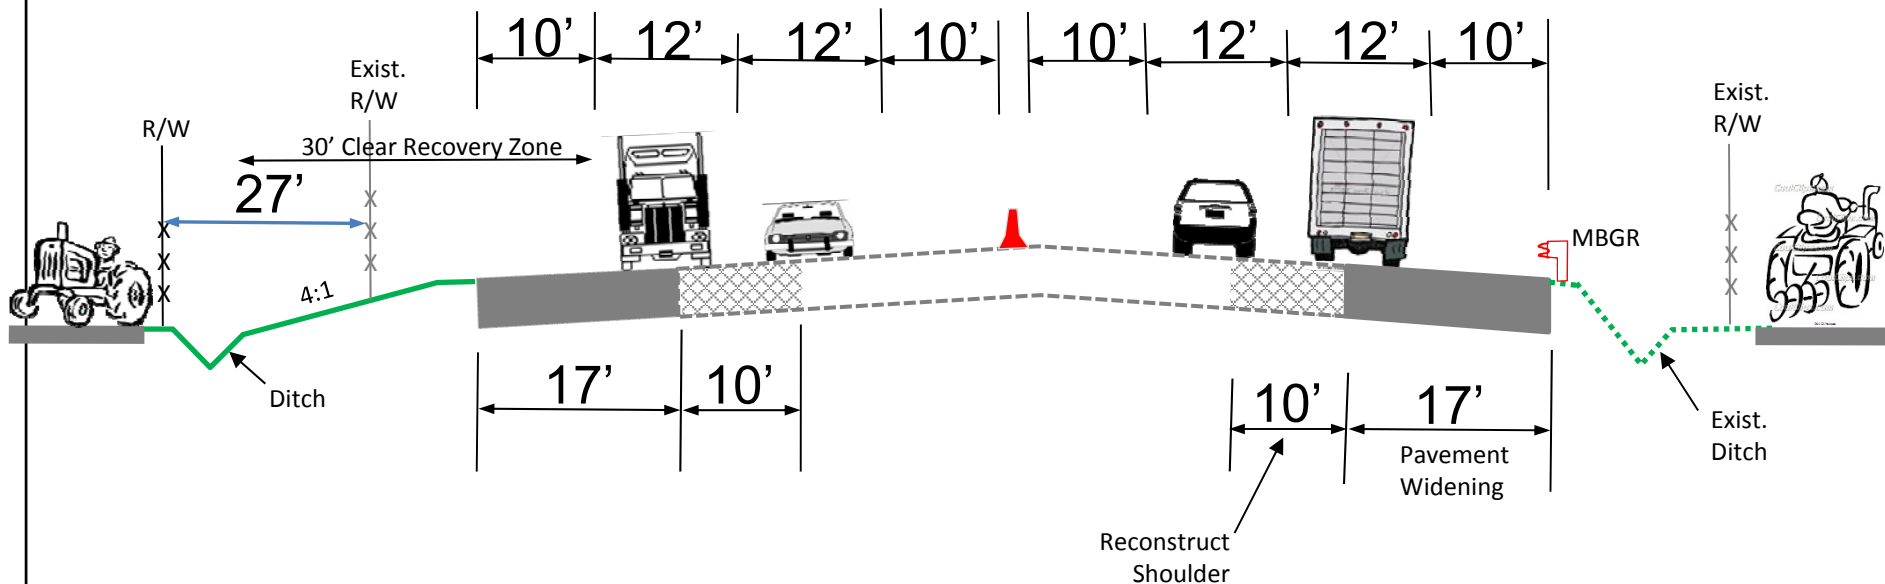 10’ 12’ 12’ 10’ 10’ 12’ 12’ 10’
Exist.
R/W
Exist.
R/W
R/W
30’ Clear Recovery Zone
27’
MBGR
4:1
Ditch
17’ 10’
10’ 17’
Pavement
Widening
Exist.
Ditch
Reconstruct
Shoulder